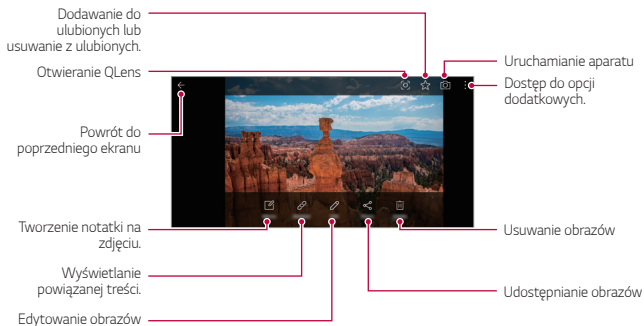 Dodawanie do
ulubionych lub
usuwanie z ulubionych.
Otwieranie QLens
Powrót do
poprzedniego ekranu
Uruchamianie aparatu
Dostęp do opcji
dodatkowych.
Tworzenie notatki na
zdjęciu.
Wyświetlanie
powiązanej treści.
Edytowanie obrazów
Usuwanie obrazów
Udostępnianie obrazów